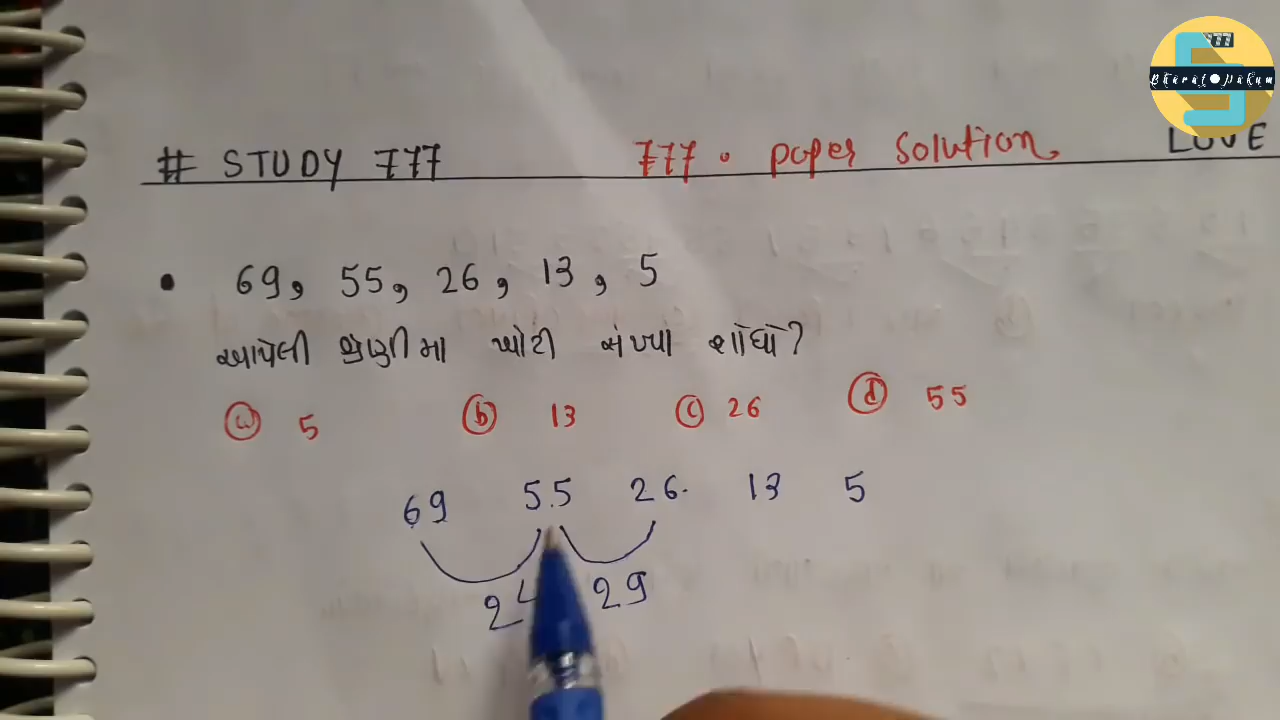 # STUDY 777 777. paper solution LOVE
• 69, 55, 26, 13, 5
આપેલી શ્રેણીમા ખોટી સંખ્યા શોધો?
ⓐ 5 ⓑ 13 ⓒ 26 ⓓ 55
69 55 26 13 5
29
77